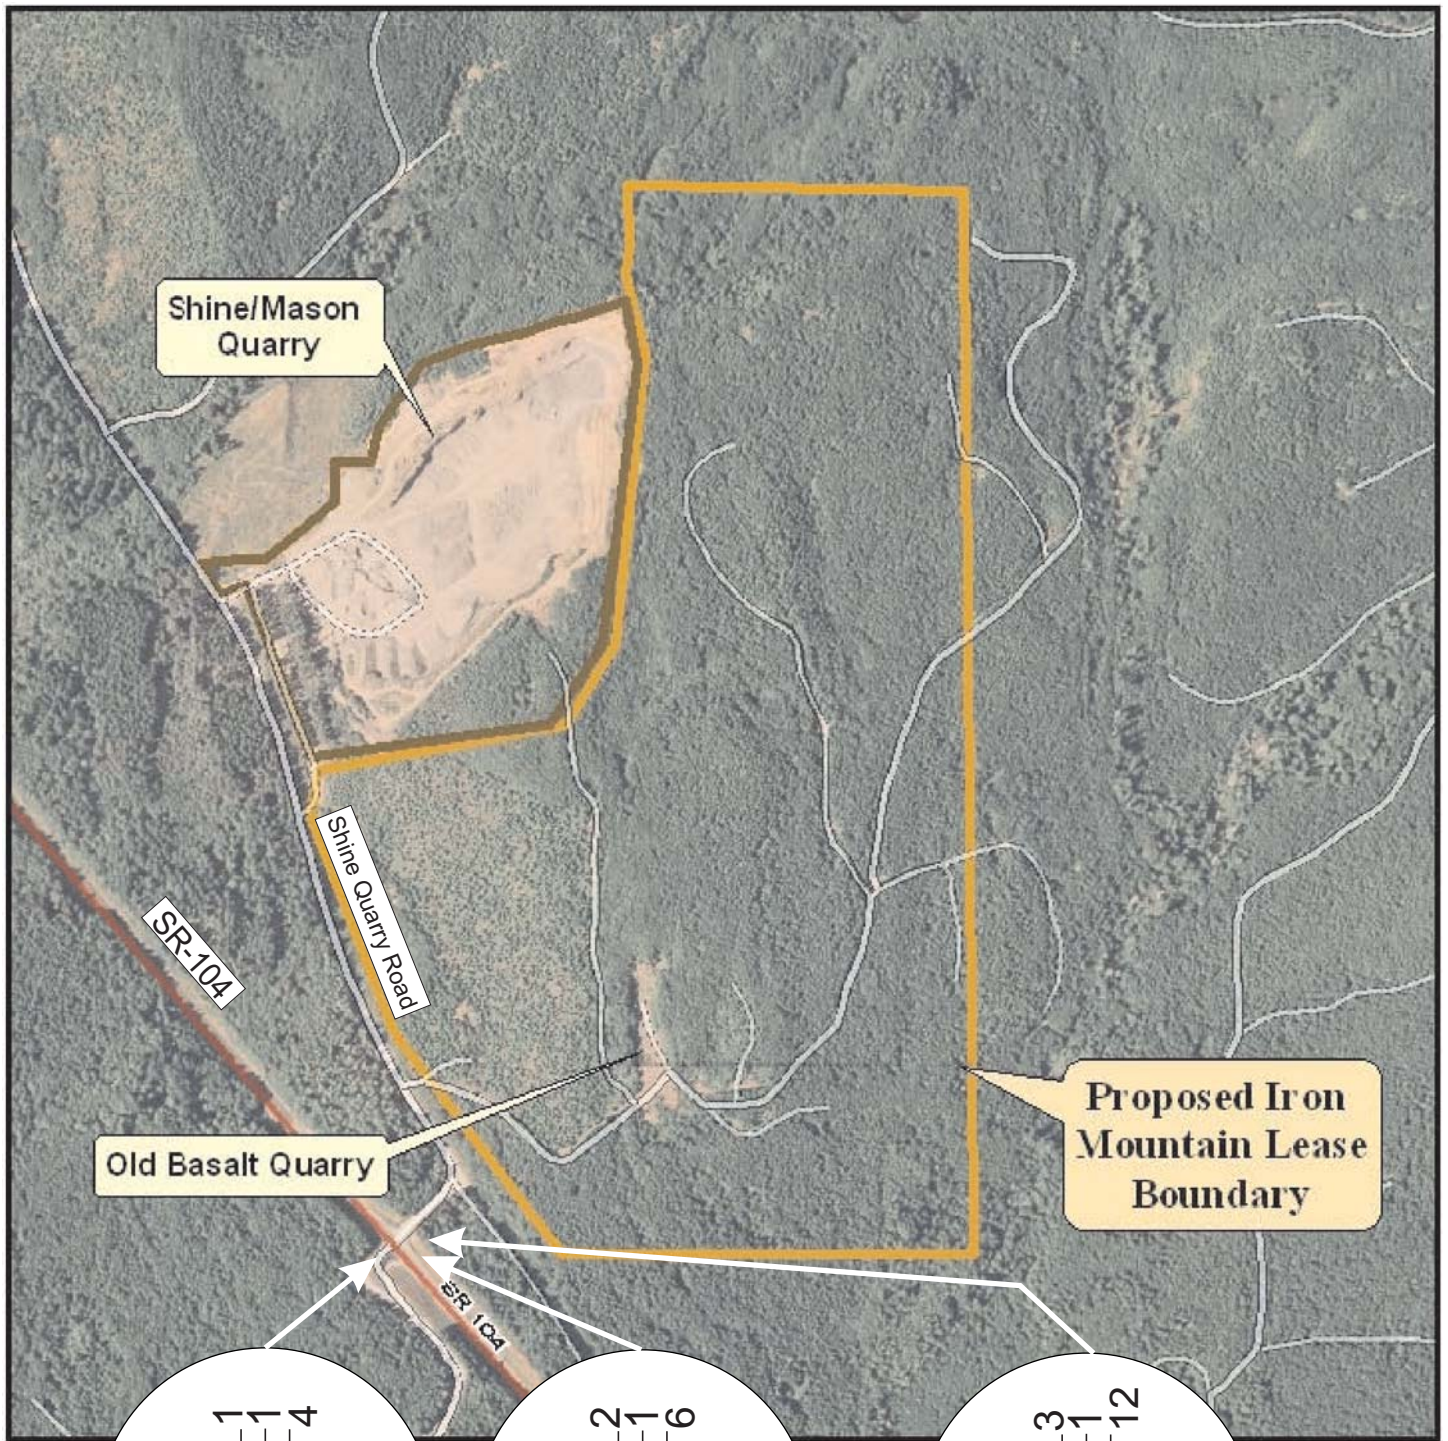 Shine/Mason
Quarry
Shine Quarry Road
SR-104
Proposed Iron
Mountain Lease
Boundary
Old Basalt Quarry
SR 104
1
1
4
2
1
6
3
1
12